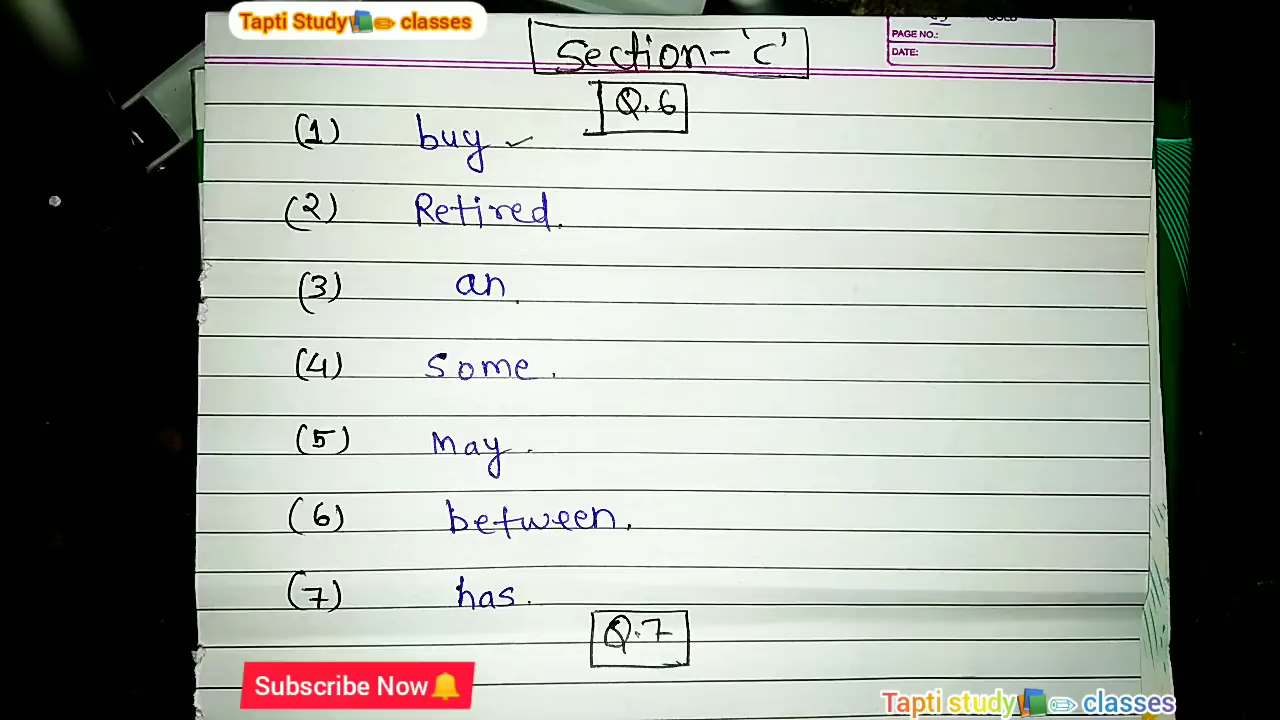 Tapti Study📚✏ classes
PAGE NO.:
DATE:
Section-'C'
Q.6
(1) buy
(2) Retired.
(3) an.
(4) some.
(5) May.
(6) between.
(7) has.
Q.7
Subscribe Now🔔
Tapti study📚✏ classes